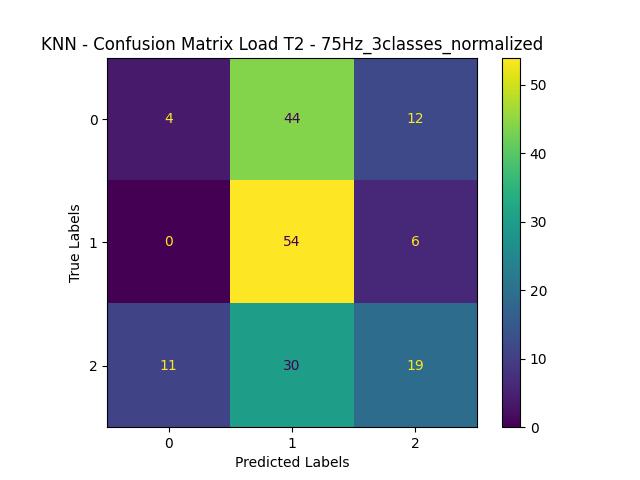 KNN - Confusion Matrix Load T2 - 75Hz_3classes_normalized
0 4 44 12
1 0 54 6
2 11 30 19
0 1 2
Predicted Labels
True Labels
50
40
30
20
10
0